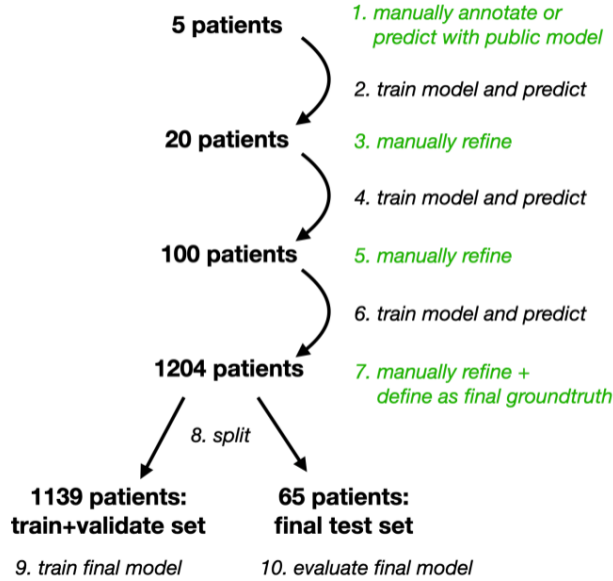 5 patients
1. manually annotate or
predict with public model
2. train model and predict
20 patients
3. manually refine
4. train model and predict
100 patients
5. manually refine
6. train model and predict
1204 patients
7. manually refine +
define as final groundtruth
8. split
1139 patients:
train+validate set
65 patients:
final test set
9. train final model
10. evaluate final model